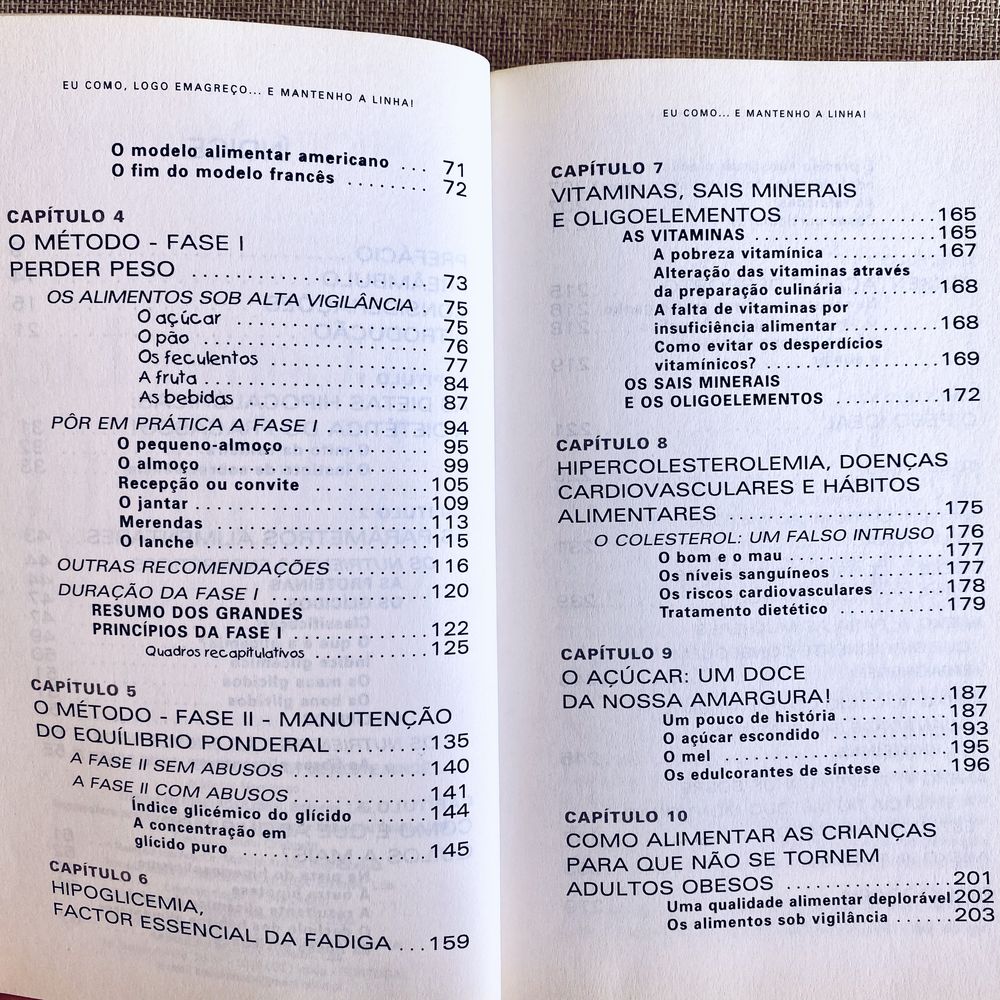 EU COMO, LOGO EMAGREÇO... E MANTENHO A LINHA!
O modelo alimentar americano ... 71
O fim do modelo francês ........ 72
CAPÍTULO 4
O MÉTODO - FASE I
PERDER PESO ...................... 73
OS ALIMENTOS SOB ALTA VIGILÂNCIA . 75
O açúcar ...................... 75
O pão ......................... 76
Os feculentos ................. 77
A fruta ....................... 84
As bebidas .................... 87
PÔR EM PRÁTICA A FASE I .......... 94
O pequeno-almoço .............. 95
O almoço ...................... 99
Recepção ou convite .......... 105
O jantar ..................... 109
Merendas ..................... 113
O lanche ..................... 115
OUTRAS RECOMENDAÇÕES ............ 116
DURAÇÃO DA FASE I ............... 120
RESUMO DOS GRANDES
PRINCÍPIOS DA FASE I ............ 122
Quadros recapitulativos ...... 125
CAPÍTULO 5
O MÉTODO - FASE II - MANUTENÇÃO
DO EQUÍLIBRIO PONDERAL .......... 135
A FASE II SEM ABUSOS ............ 140
A FASE II COM ABUSOS ............ 141
Índice glicémico do glícido .. 144
A concentração em
glícido puro ................. 145
CAPÍTULO 6
HIPOGLICEMIA,
FACTOR ESSENCIAL DA FADIGA ... 159
EU COMO... E MANTENHO A LINHA!
CAPÍTULO 7
VITAMINAS, SAIS MINERAIS
E OLIGOELEMENTOS .............. 165
AS VITAMINAS .................. 165
A pobreza vitamínica .......... 167
Alteração das vitaminas através
da preparação culinária ....... 168
A falta de vitaminas por
insuficiência alimentar ....... 168
Como evitar os desperdícios
vitamínicos? .................. 169
OS SAIS MINERAIS
E OS OLIGOELEMENTOS ........... 172
CAPÍTULO 8
HIPERCOLESTEROLEMIA, DOENÇAS
CARDIOVASCULARES E HÁBITOS
ALIMENTARES ................... 175
O COLESTEROL: UM FALSO INTRUSO 176
O bom e o mau ................. 177
Os níveis sanguíneos .......... 177
Os riscos cardiovasculares .... 178
Tratamento dietético .......... 179
CAPÍTULO 9
O AÇÚCAR: UM DOCE
DA NOSSA AMARGURA! ............ 187
Um pouco de história .......... 187
O açúcar escondido ............ 193
O mel ......................... 195
Os edulcorantes de síntese .... 196
CAPÍTULO 10
COMO ALIMENTAR AS CRIANÇAS
PARA QUE NÃO SE TORNEM
ADULTOS OBESOS ................ 201
Uma qualidade alimentar deplorável 202
Os alimentos sob vigilância ...... 203